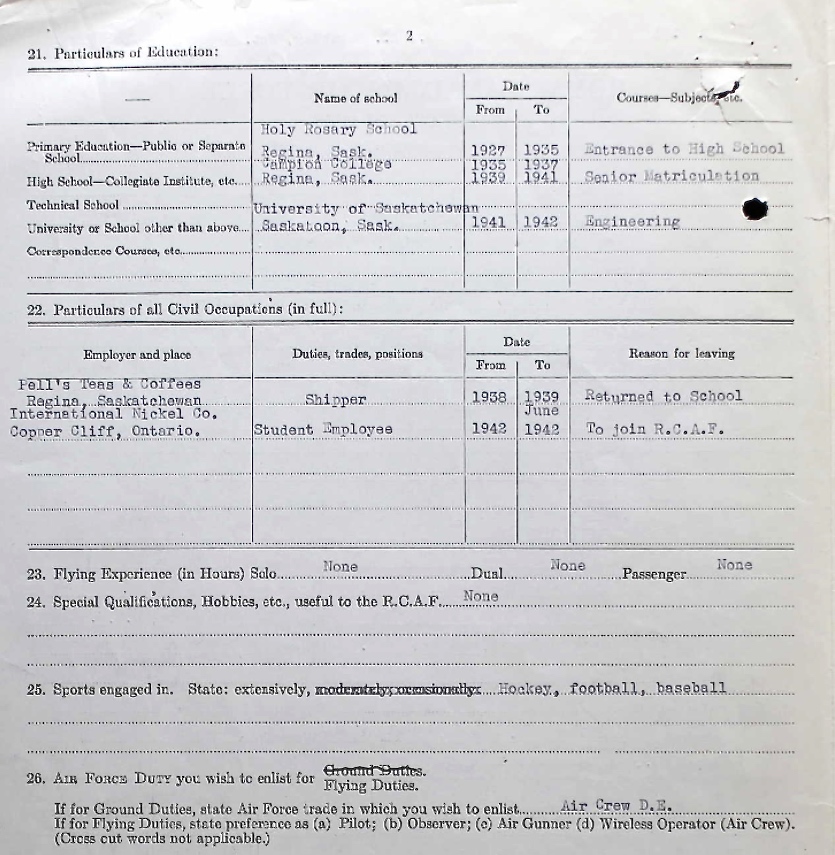 2
21. Particulars of Education:
Name of school
Date
Courses—Subjects, etc.
From To
Holy Rosary School
Primary Education—Public or Separate School Regina, Sask. 1927 1935 Entrance to High School
Campion College 1935 1937
High School—Collegiate Institute, etc. Regina, Sask. 1939 1941 Senior Matriculation
Technical School
University of Saskatchewan
University or School other than above Saskatoon, Sask. 1941 1942 Engineering
Correspondence Courses, etc.
22. Particulars of all Civil Occupations (in full):
Employer and place Duties, trades, positions Date Reason for leaving
From To
Pell's Teas & Coffees
Regina, Saskatchewan Shipper 1938 1939 Returned to School
International Nickel Co. June
Copper Cliff, Ontario. Student Employee 1942 1942 To join R.C.A.F.
23. Flying Experience (in Hours) Solo None Dual None Passenger None
24. Special Qualifications, Hobbies, etc., useful to the R.C.A.F. None
25. Sports engaged in. State: extensively, moderately, occasionally. Hockey, football, baseball
26. AIR FORCE DUTY you wish to enlist for Ground Duties.
Flying Duties.
If for Ground Duties, state Air Force trade in which you wish to enlist Air Crew D.E.
If for Flying Duties, state preference as (a) Pilot; (b) Observer; (c) Air Gunner (d) Wireless Operator (Air Crew).
(Cross cut words not applicable.)